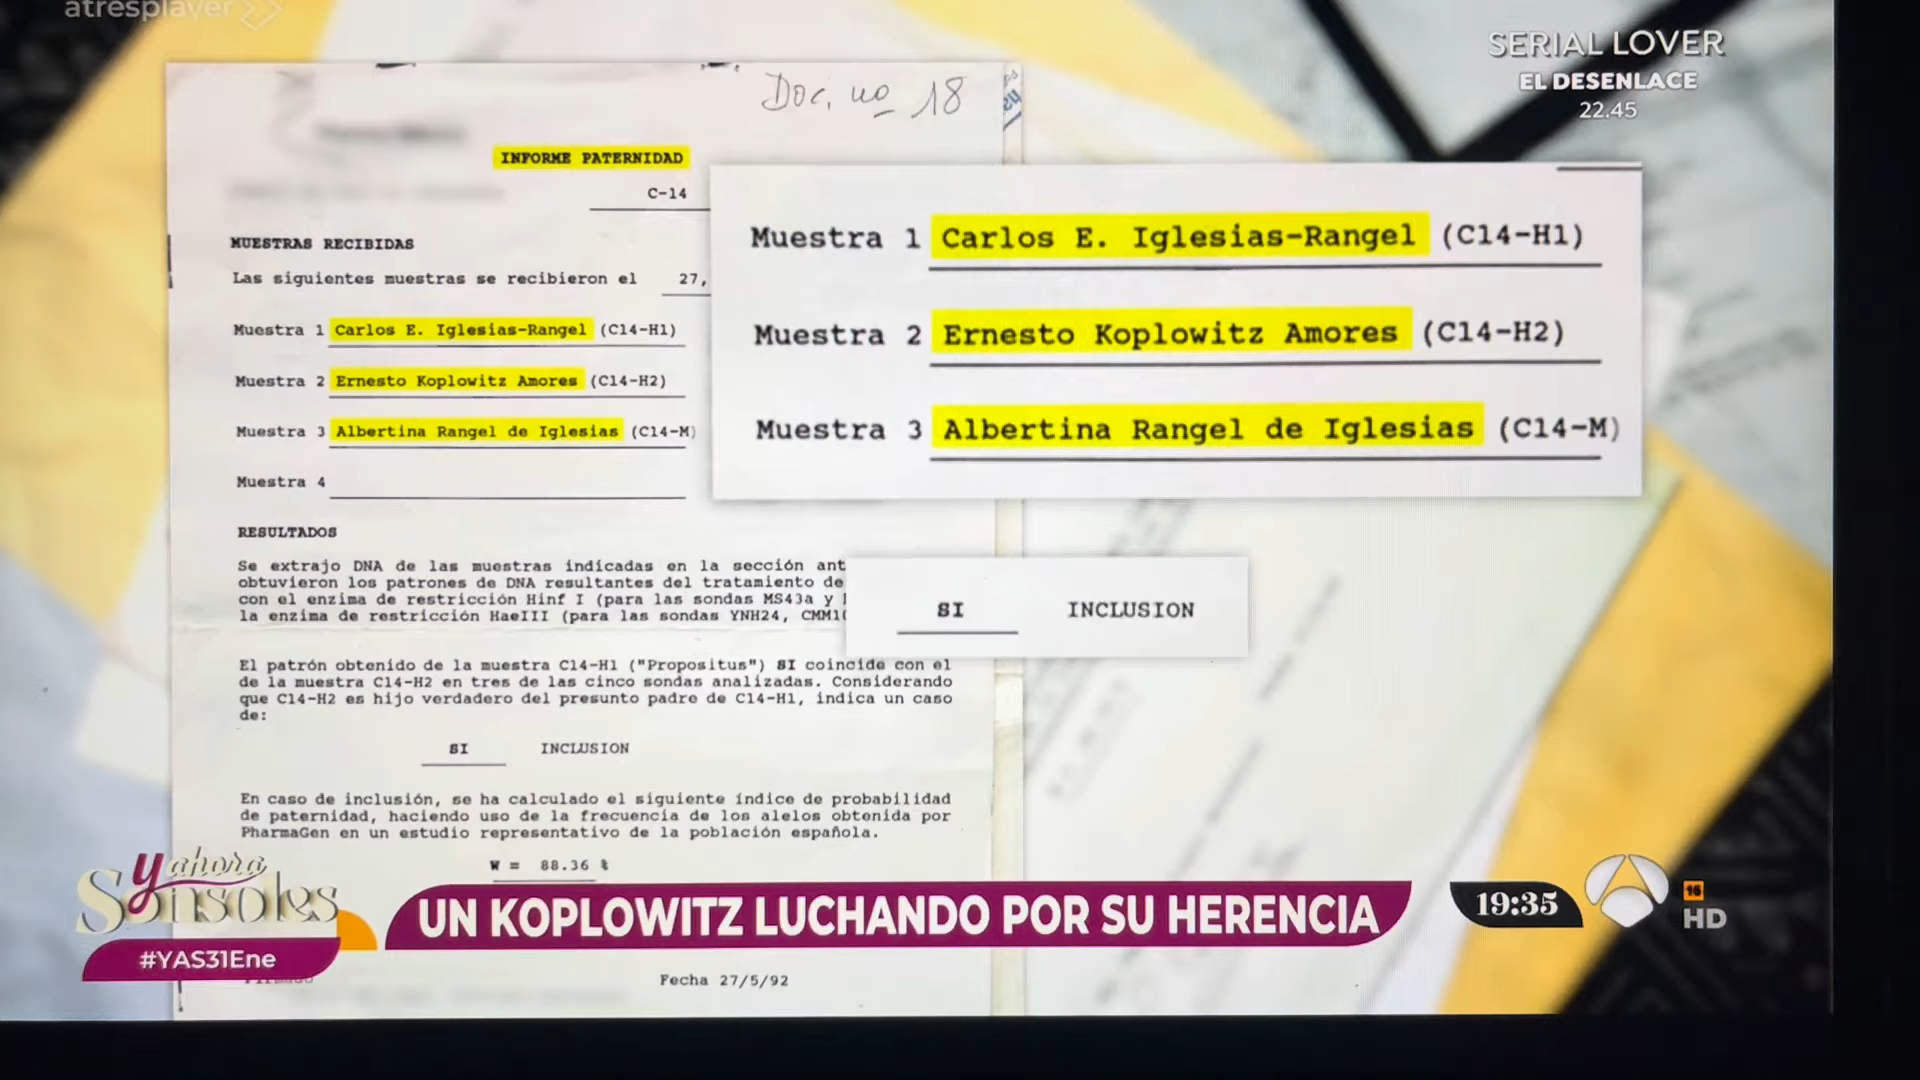 atresplayer
SERIAL LOVER
EL DESENLACE
22.45
Doc. no 18
INFORME PATERNIDAD
C-14
MUESTRAS RECIBIDAS
Las siguientes muestras se recibieron el 27,
Muestra 1 Carlos E. Iglesias-Rangel (C14-H1)
Muestra 2 Ernesto Koplowitz Amores (C14-H2)
Muestra 3 Albertina Rangel de Iglesias (C14-M)
Muestra 4
Muestra 1 Carlos E. Iglesias-Rangel (C14-H1)
Muestra 2 Ernesto Koplowitz Amores (C14-H2)
Muestra 3 Albertina Rangel de Iglesias (C14-M)
RESULTADOS
Se extrajo DNA de las muestras indicadas en la sección ant
obtuvieron los patrones de DNA resultantes del tratamiento de
con el enzima de restricción Hinf I (para las sondas MS43a y
la enzima de restricción HaeIII (para las sondas YNH24, CMM10
SI INCLUSION
El patrón obtenido de la muestra C14-H1 ("Propositus") SI coincide con el
de la muestra C14-H2 en tres de las cinco sondas analizadas. Considerando
que C14-H2 es hijo verdadero del presunto padre de C14-H1, indica un caso
de:
SI INCLUSION
En caso de inclusión, se ha calculado el siguiente índice de probabilidad
de paternidad, haciendo uso de la frecuencia de los alelos obtenida por
PharmaGen en un estudio representativo de la población española.
W = 88.36 %
y ahora
Sonsoles
#YAS31Ene
UN KOPLOWITZ LUCHANDO POR SU HERENCIA
19:35
16
HD
Fecha 27/5/92